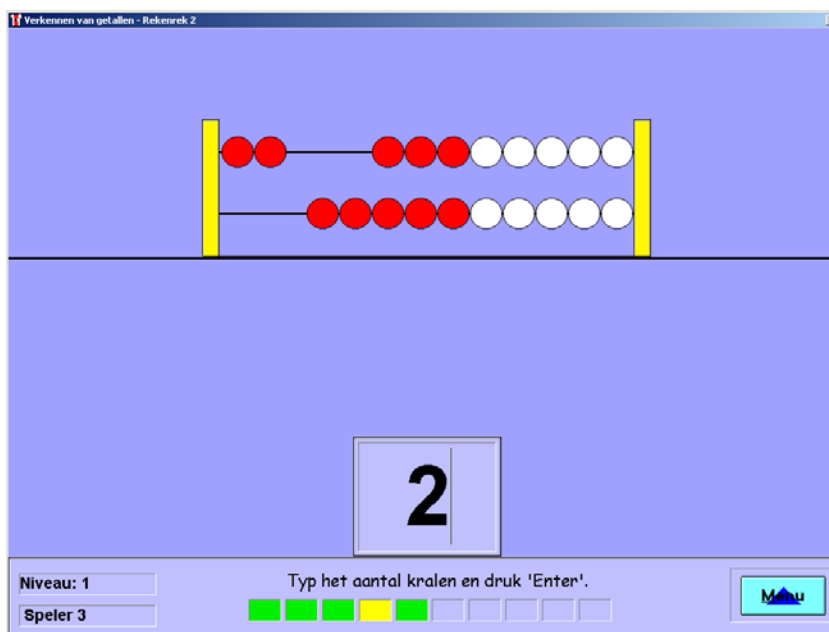 Verkennen van getallen - Rekenrek 2
2
Niveau: 1
Typ het aantal kralen en druk 'Enter'.
Menu
Speler 3